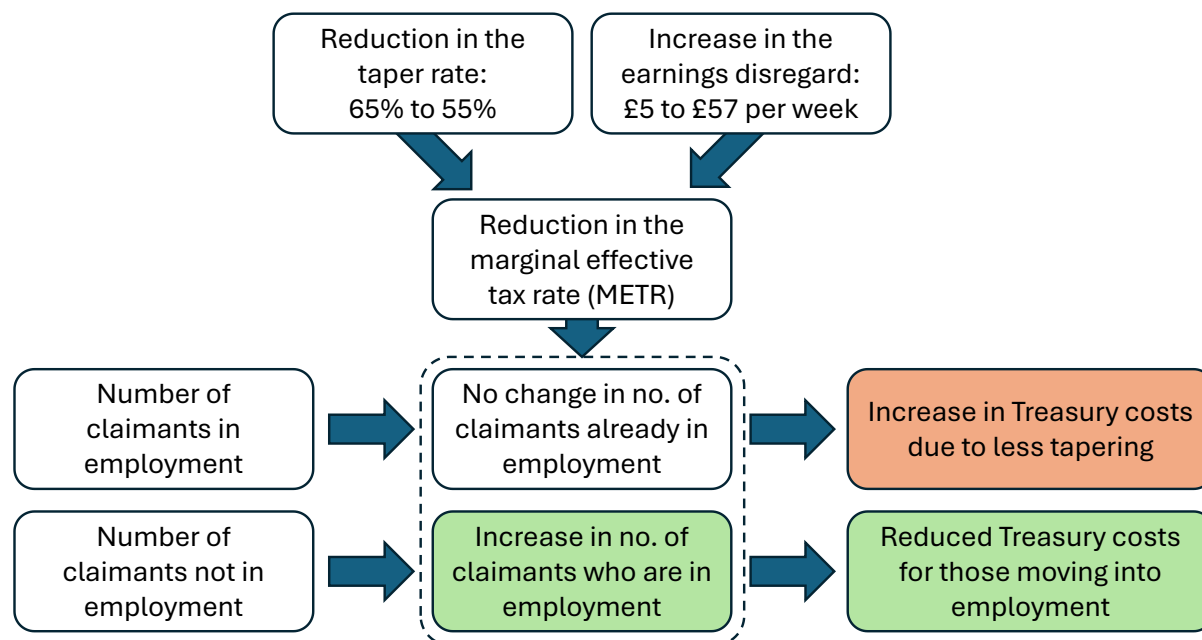 Reduction in the
taper rate:
65% to 55%
Increase in the
earnings disregard:
£5 to £57 per week
Reduction in the
marginal effective
tax rate (METR)
Number of
claimants in
employment
No change in no. of
claimants already in
employment
Increase in Treasury costs
due to less tapering
Number of
claimants not in
employment
Increase in no. of
claimants who are in
employment
Reduced Treasury costs
for those moving into
employment